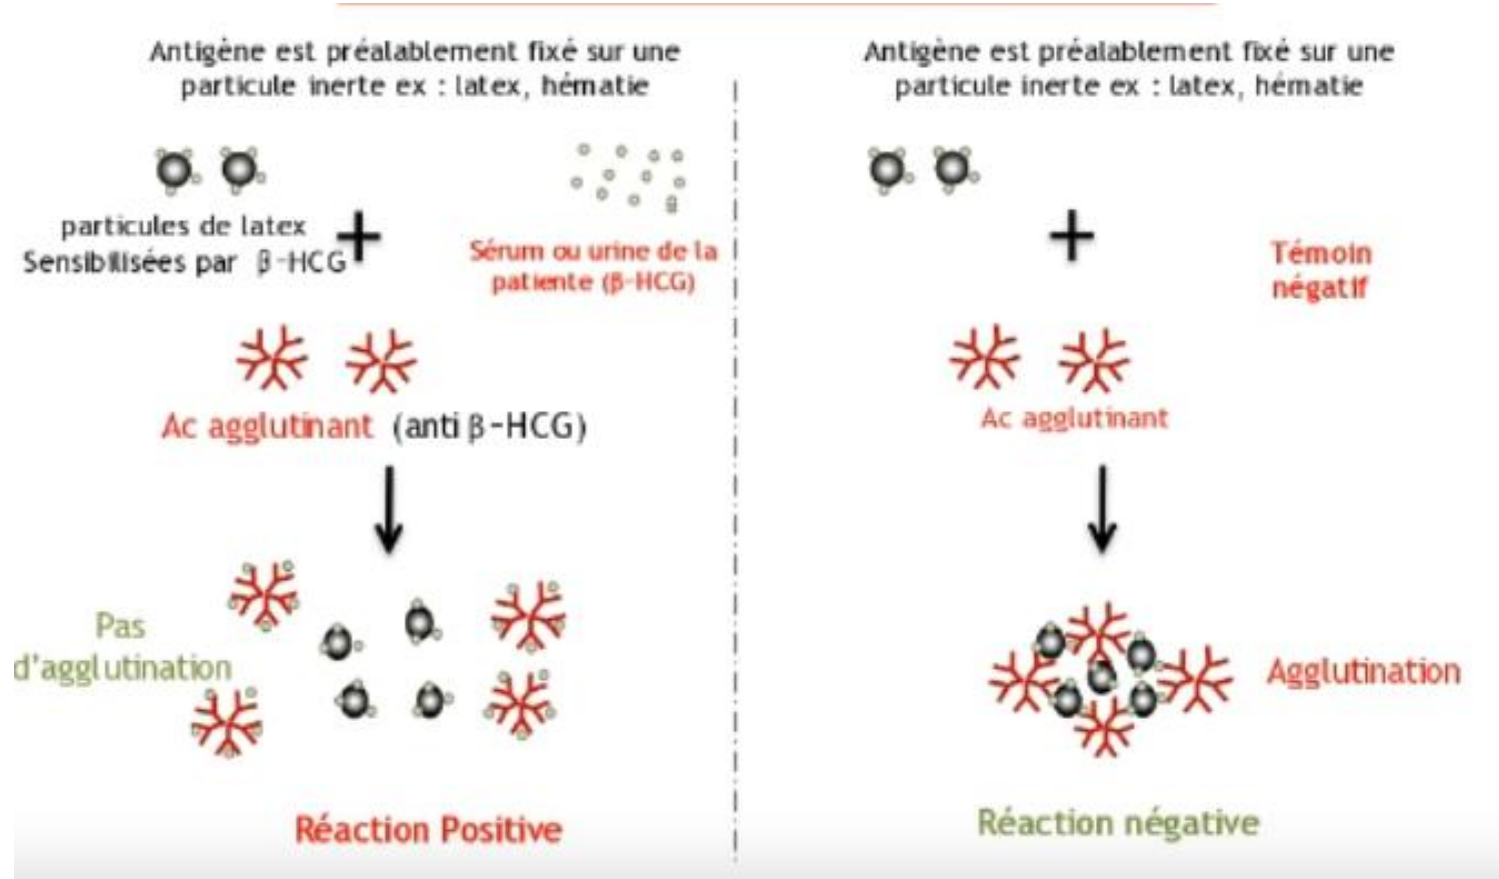 Antigène est préalablement fixé sur une
particule inerte ex : latex, hématie
particules de latex
Sensibilisées par β-HCG
+
Sérum ou urine de la
patiente (β-HCG)
Ac agglutinant (anti β-HCG)
Pas
d'agglutination
Réaction Positive
Antigène est préalablement fixé sur une
particule inerte ex : latex, hématie
+
Témoin
négatif
Ac agglutinant
Agglutination
Réaction négative